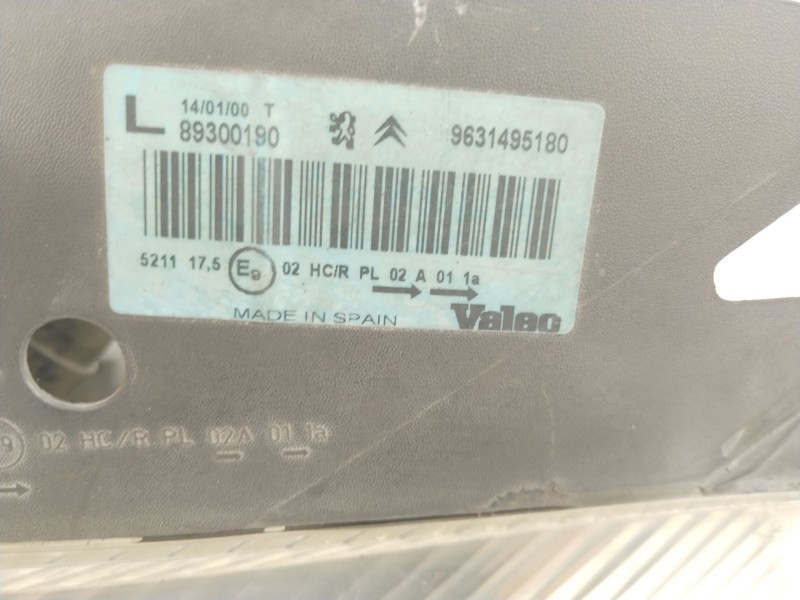 L 14/01/00 T
89300190 9631495180
5211 17,5 E9 02 HC/R PL 02 A 01 1a
MADE IN SPAIN Valeo
9 02 HC/R PL 02A 01 1a